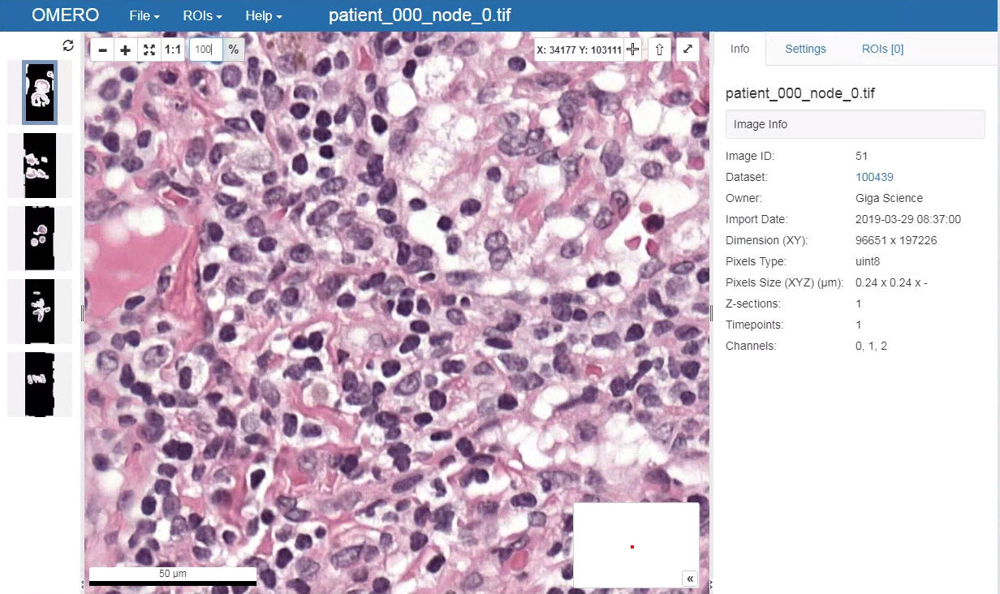 OMERO File ROIs Help patient_000_node_0.tif
1:1 100 % X: 34177 Y: 103111
Info Settings ROIs [0]
patient_000_node_0.tif
Image Info
Image ID: 51
Dataset: 100439
Owner: Giga Science
Import Date: 2019-03-29 08:37:00
Dimension (XY): 96651 x 197226
Pixels Type: uint8
Pixels Size (XYZ) (µm): 0.24 x 0.24 x -
Z-sections: 1
Timepoints: 1
Channels: 0, 1, 2
50 µm